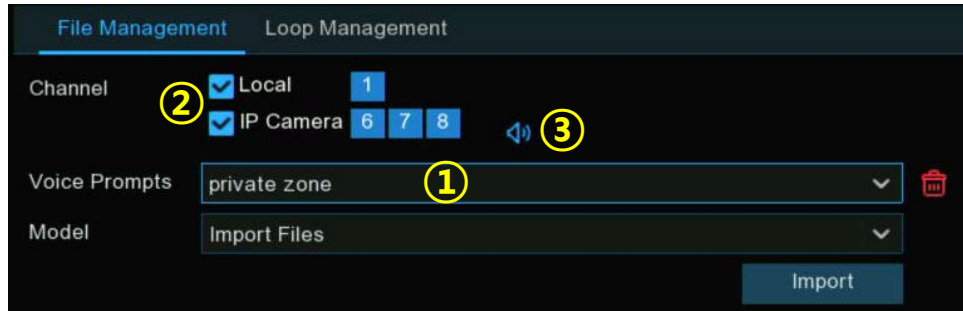 File Management Loop Management
Channel ② Local 1
IP Camera 6 7 8 ③
Voice Prompts private zone ①
Model Import Files
Import